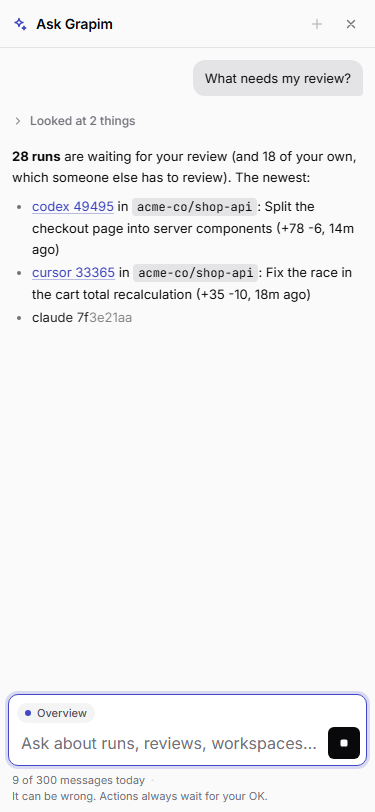 Ask Grapim
What needs my review?
Looked at 2 things
28 runs are waiting for your review (and 18 of your own,
which someone else has to review). The newest:
• codex 49495 in acme-co/shop-api: Split the
checkout page into server components (+78 -6, 14m
ago)
• cursor 33365 in acme-co/shop-api: Fix the race in
the cart total recalculation (+35 -10, 18m ago)
• claude 7f3e21aa
Overview
Ask about runs, reviews, workspaces...
9 of 300 messages today ·
It can be wrong. Actions always wait for your OK.